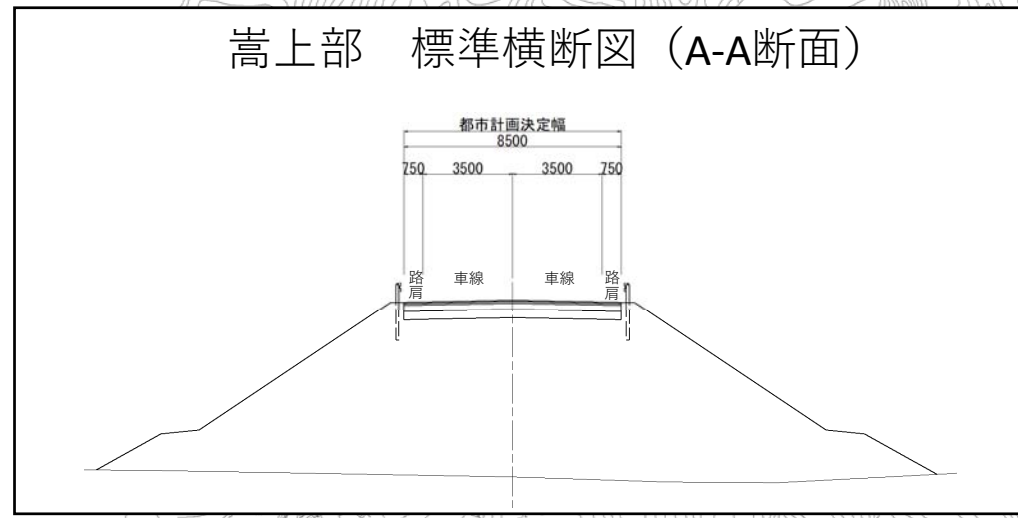 嵩上部 標準横断図（A-A断面）
都市計画決定幅
8500
750 3500 3500 750
路肩 車線 車線 路肩